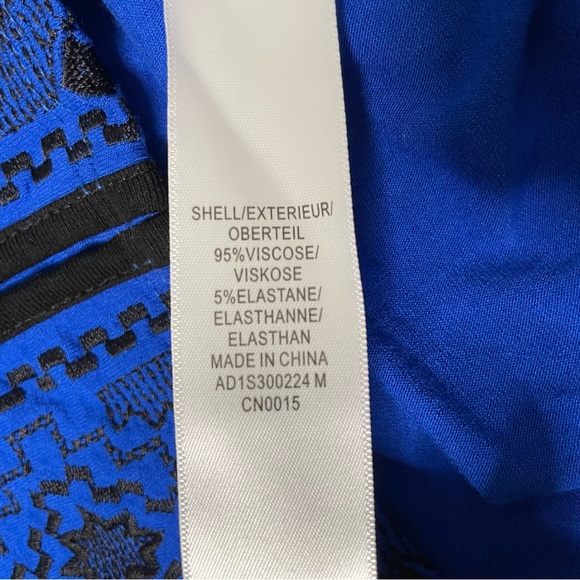 SHELL/EXTERIEUR/
OBERTEIL
95%VISCOSE/
VISKOSE
5%ELASTANE/
ELASTHANNE/
ELASTHAN
MADE IN CHINA
AD1S300224 M
CN0015